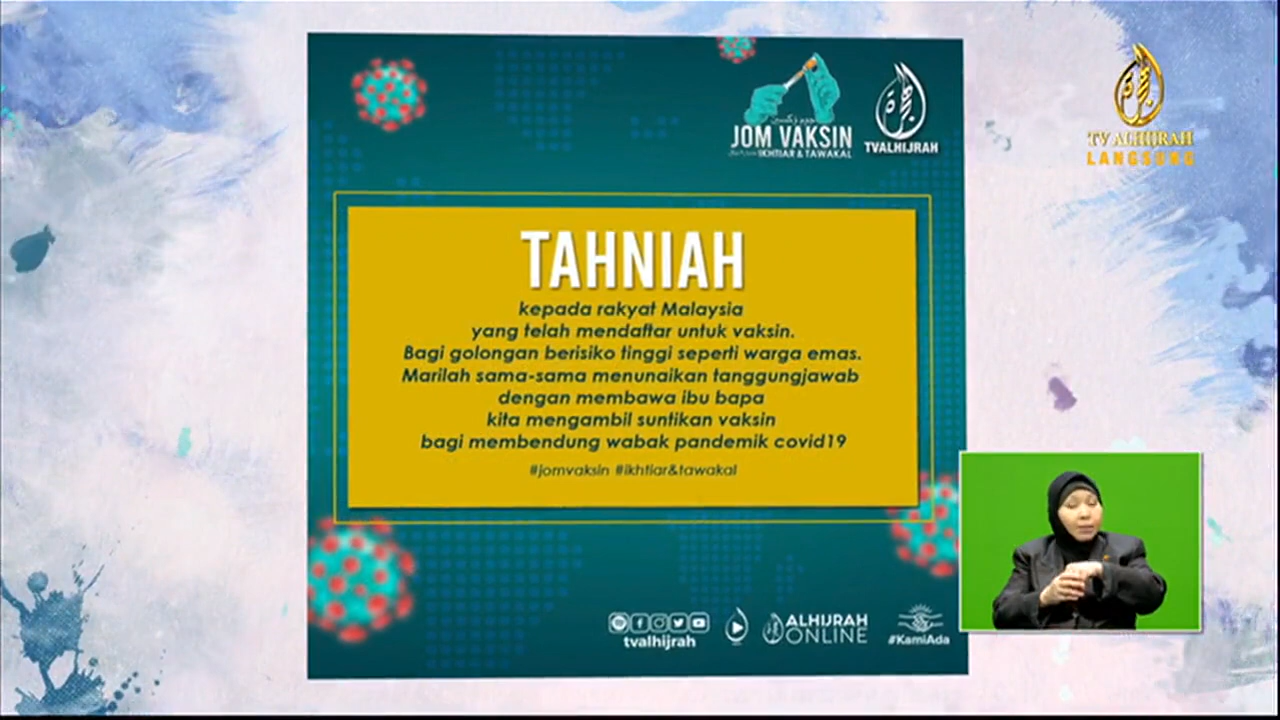 JOM VAKSIN
IKHTIAR & TAWAKAL
TVALHIJRAH
TV ALHIJRAH
LANGSUNG
TAHNIAH
kepada rakyat Malaysia
yang telah mendaftar untuk vaksin.
Bagi golongan berisiko tinggi seperti warga emas.
Marilah sama-sama menunaikan tanggungjawab
dengan membawa ibu bapa
kita mengambil suntikan vaksin
bagi membendung wabak pandemik covid19
#jomvaksin #ikhtiar&tawakal
tvalhijrah
ALHIJRAH
ONLINE
#KamiAda